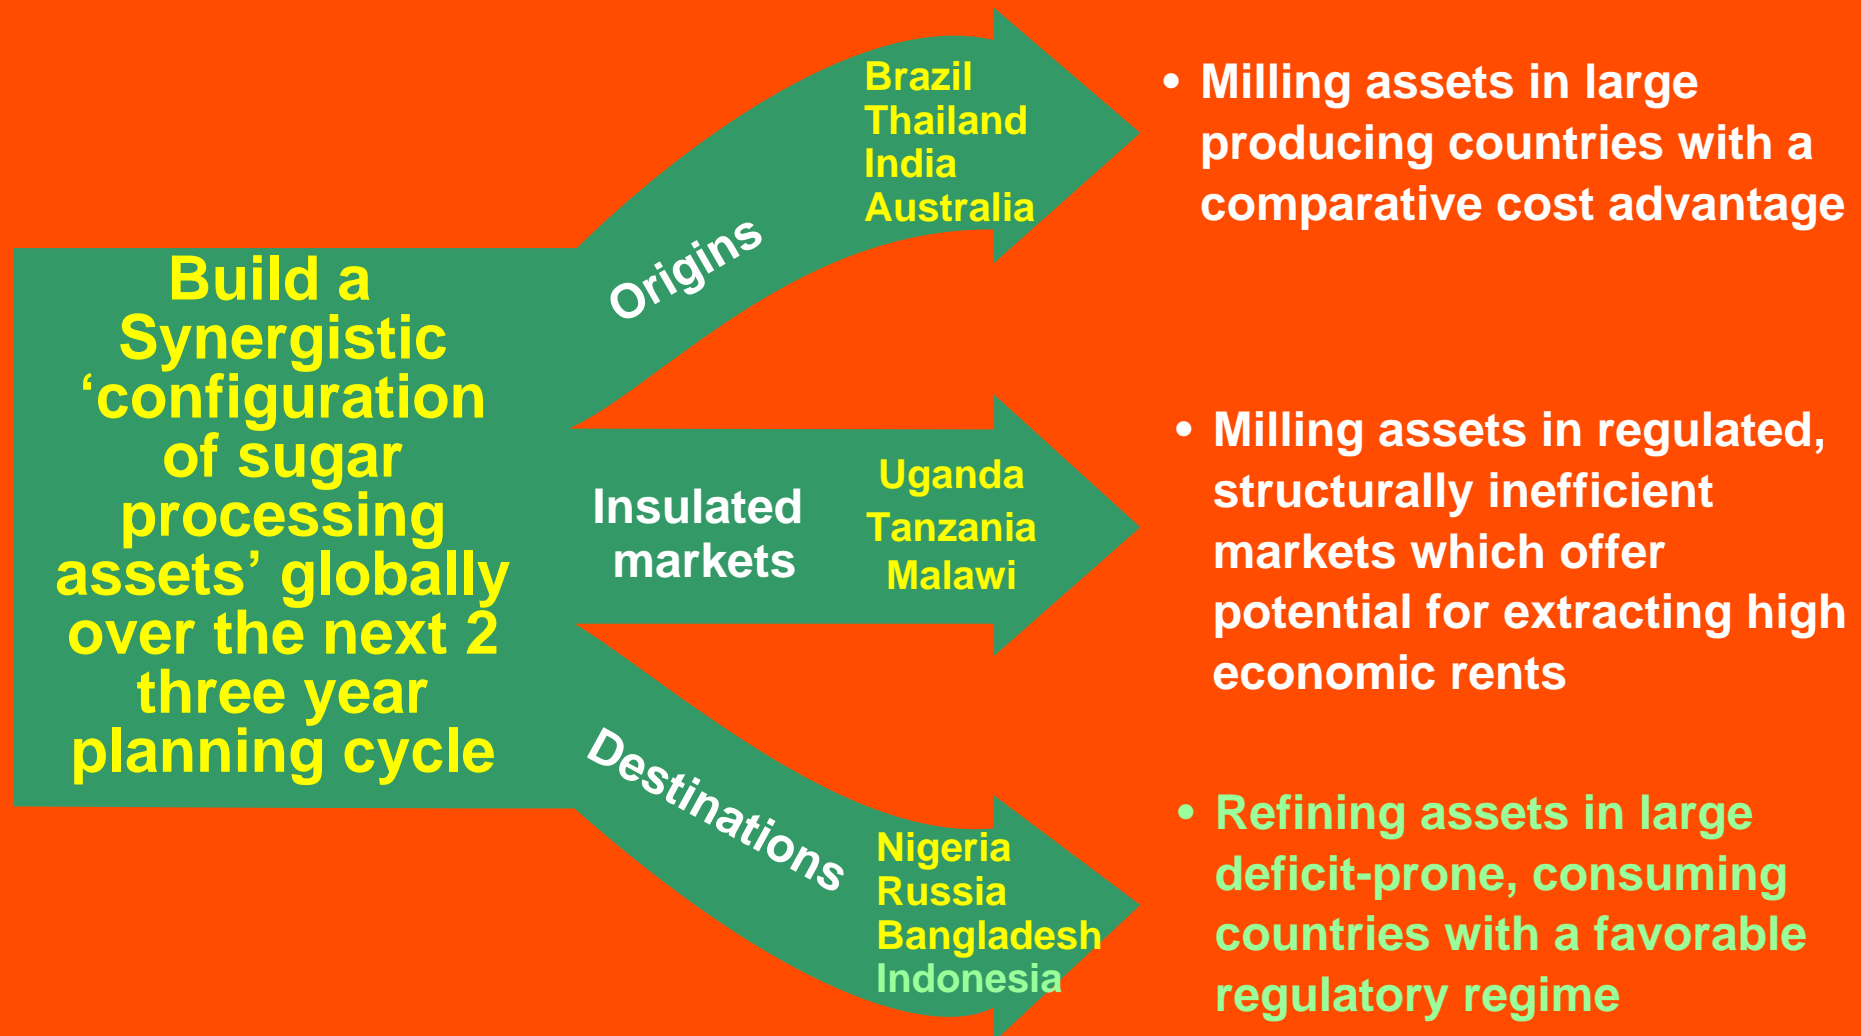 Build a
Synergistic
‘configuration
of sugar
processing
assets’ globally
over the next 2
three year
planning cycle
Origins
Brazil
Thailand
India
Australia
• Milling assets in large
producing countries with a
comparative cost advantage
Insulated
markets
Uganda
Tanzania
Malawi
• Milling assets in regulated,
structurally inefficient
markets which offer
potential for extracting high
economic rents
Destinations
Nigeria
Russia
Bangladesh
Indonesia
• Refining assets in large
deficit-prone, consuming
countries with a favorable
regulatory regime